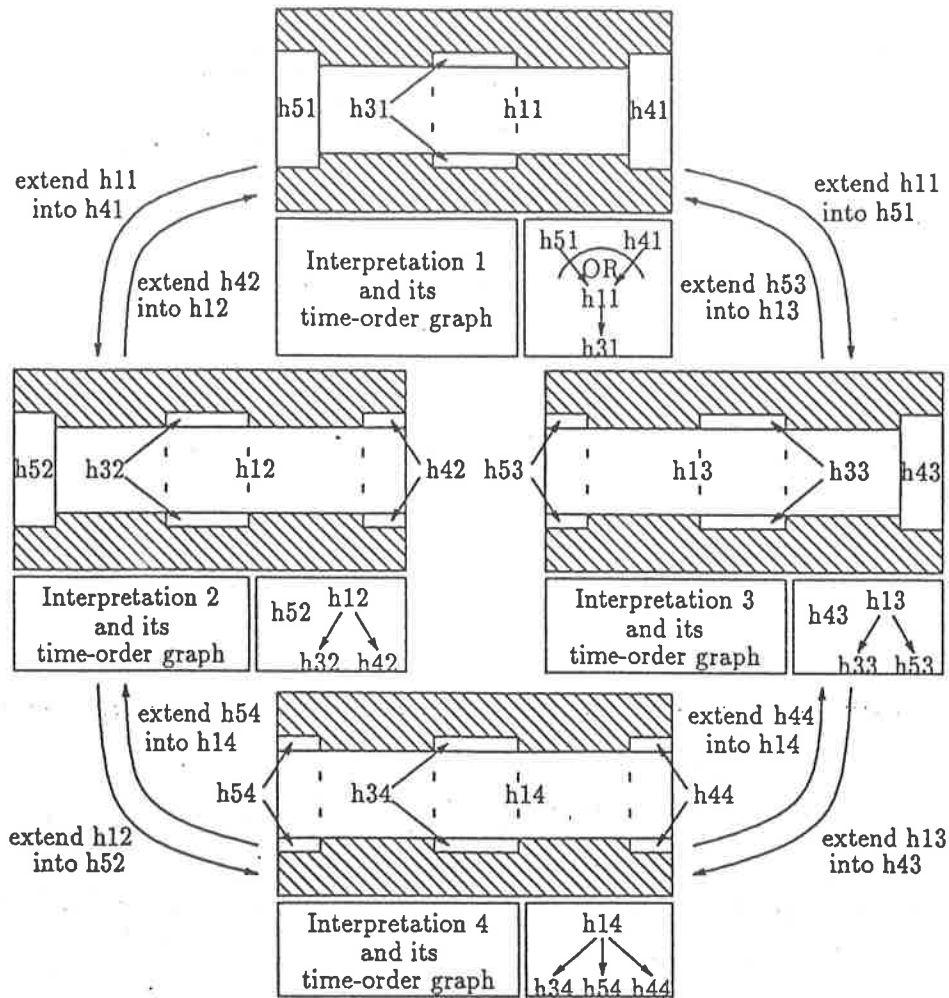 h51
h31
h11
h41
extend h11
into h41
extend h11
into h51
extend h42
into h12
extend h53
into h13
Interpretation 1
and its
time-order graph
h51
h41
OR
h11
h31
h52
h32
h12
h42
h53
h13
h33
h43
Interpretation 2
and its
time-order graph
h52
h12
h32
h42
Interpretation 3
and its
time-order graph
h43
h13
h33
h53
extend h54
into h14
extend h44
into h14
h54
h34
h14
h44
extend h12
into h52
extend h13
into h43
Interpretation 4
and its
time-order graph
h14
h34
h54
h44